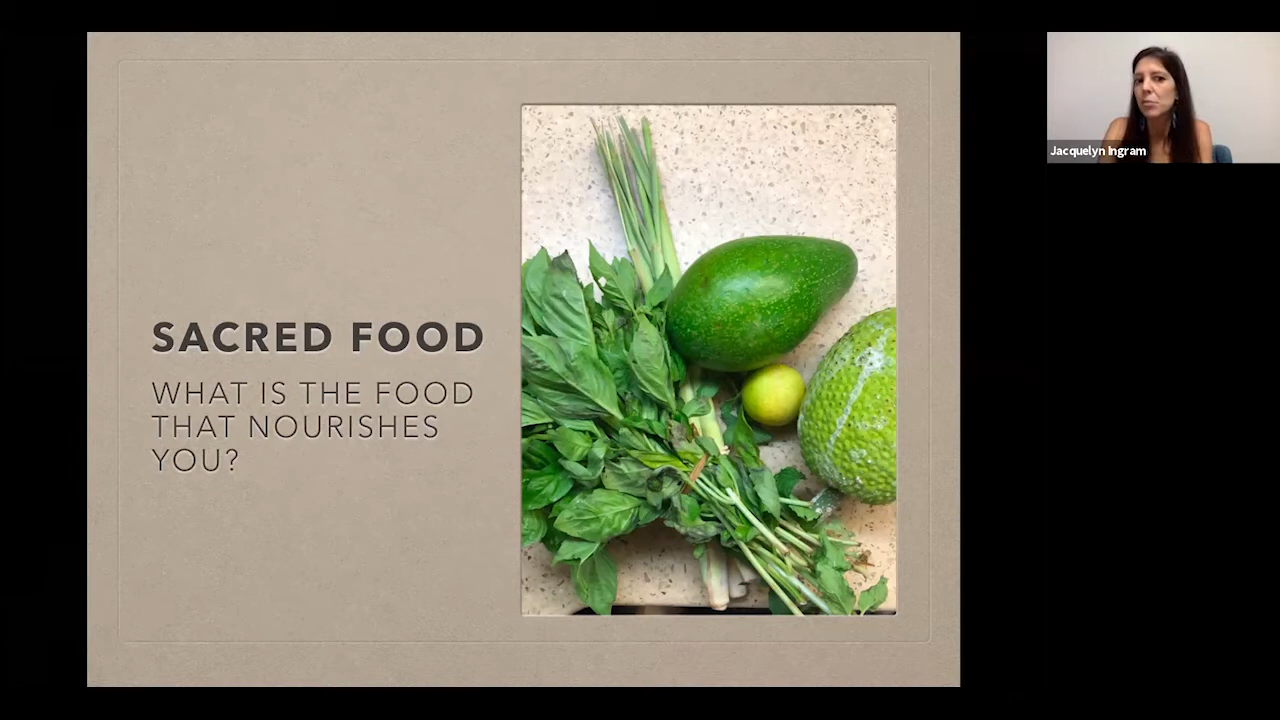 SACRED FOOD
WHAT IS THE FOOD
THAT NOURISHES
YOU?
Jacquelyn Ingram